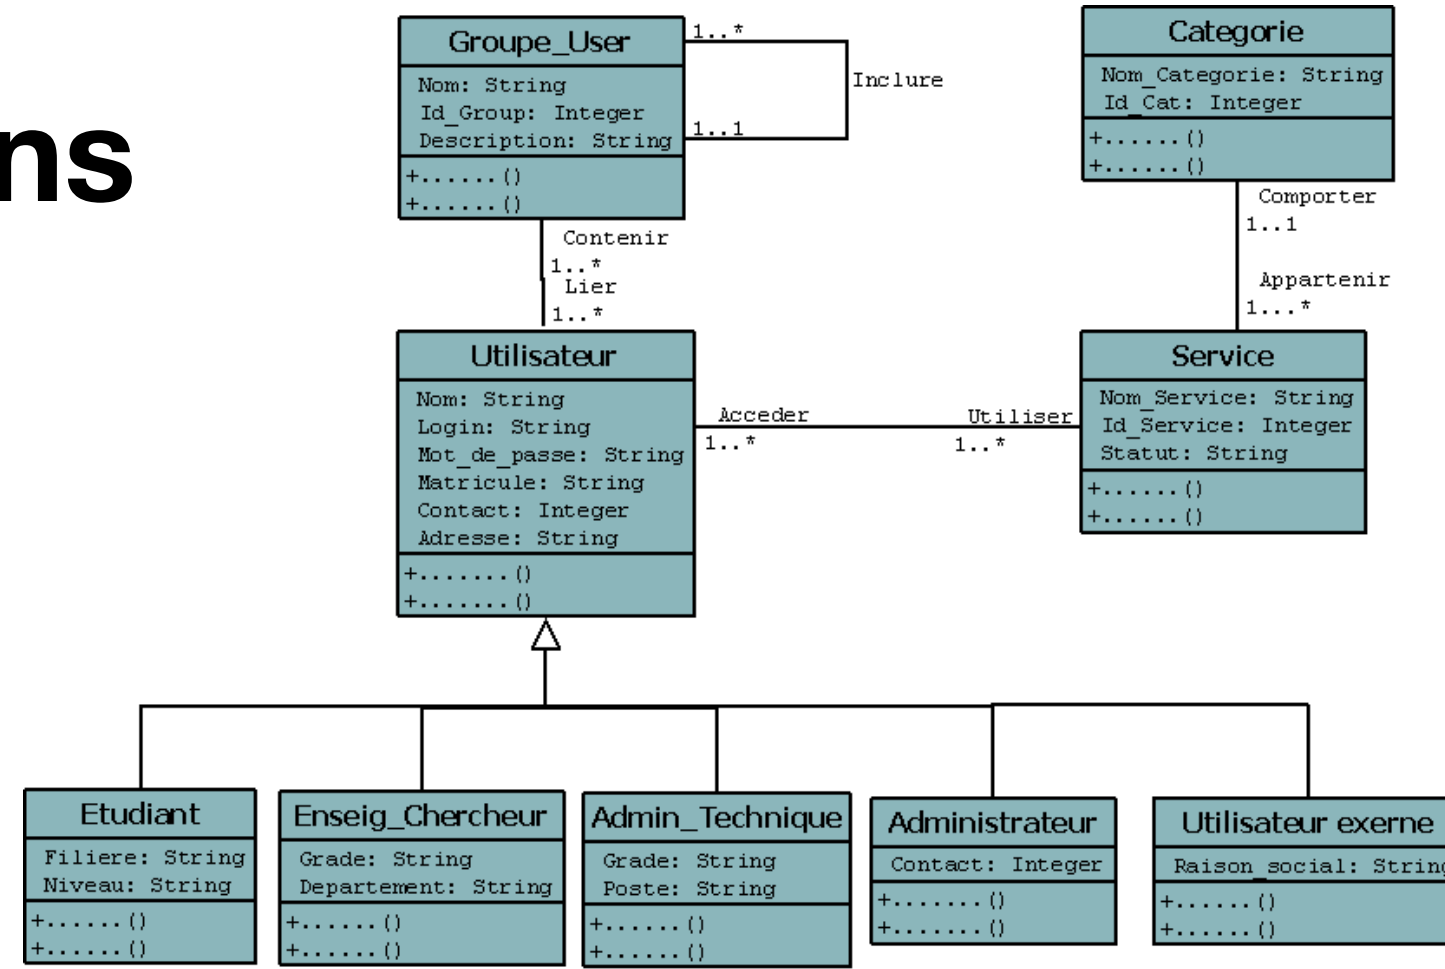 ns
Groupe_User
Nom: String
Id_Group: Integer
Description: String
+......()
+......()
1..*
Inclure
1..1
Categorie
Nom_Categorie: String
Id_Cat: Integer
+......()
+......()
Contenir
1..*
Lier
1..*
Comporter
1..1
Appartenir
1...*
Utilisateur
Nom: String
Login: String
Mot_de_passe: String
Matricule: String
Contact: Integer
Adresse: String
+.......()
+.......()
Acceder
1..*
Utiliser
1..*
Service
Nom_Service: String
Id_Service: Integer
Statut: String
+......()
+......()
Etudiant
Filiere: String
Niveau: String
+......()
+......()
Enseig_Chercheur
Grade: String
Departement: String
+......()
+......()
Admin_Technique
Grade: String
Poste: String
+......()
+......()
Administrateur
Contact: Integer
+.......()
+.......()
Utilisateur exerne
Raison_social: String
+......()
+......()